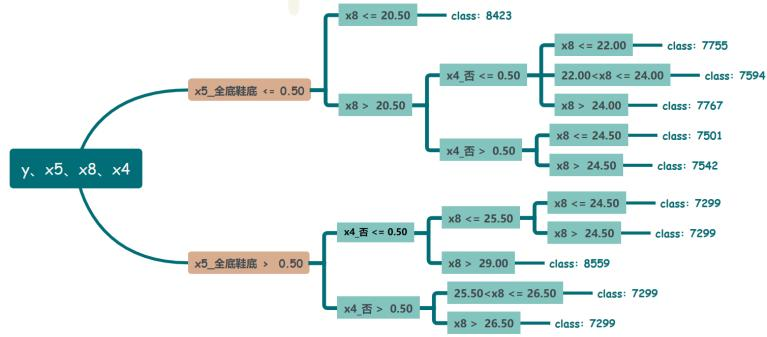 x8 <= 20.50
class: 8423
x8 <= 22.00
class: 7755
x4_否 <= 0.50
22.00<x8 <= 24.00
class: 7594
x5_全底鞋底 <= 0.50
x8 > 20.50
x8 > 24.00
class: 7767
x8 <= 24.50
class: 7501
x4_否 > 0.50
x8 > 24.50
class: 7542
y、x5、x8、x4
x8 <= 24.50
class: 7299
x8 <= 25.50
x4_否 <= 0.50
x8 > 24.50
class: 7299
x5_全底鞋底 > 0.50
x8 > 29.00
class: 8559
25.50<x8 <= 26.50
class: 7299
x4_否 > 0.50
x8 > 26.50
class: 7299